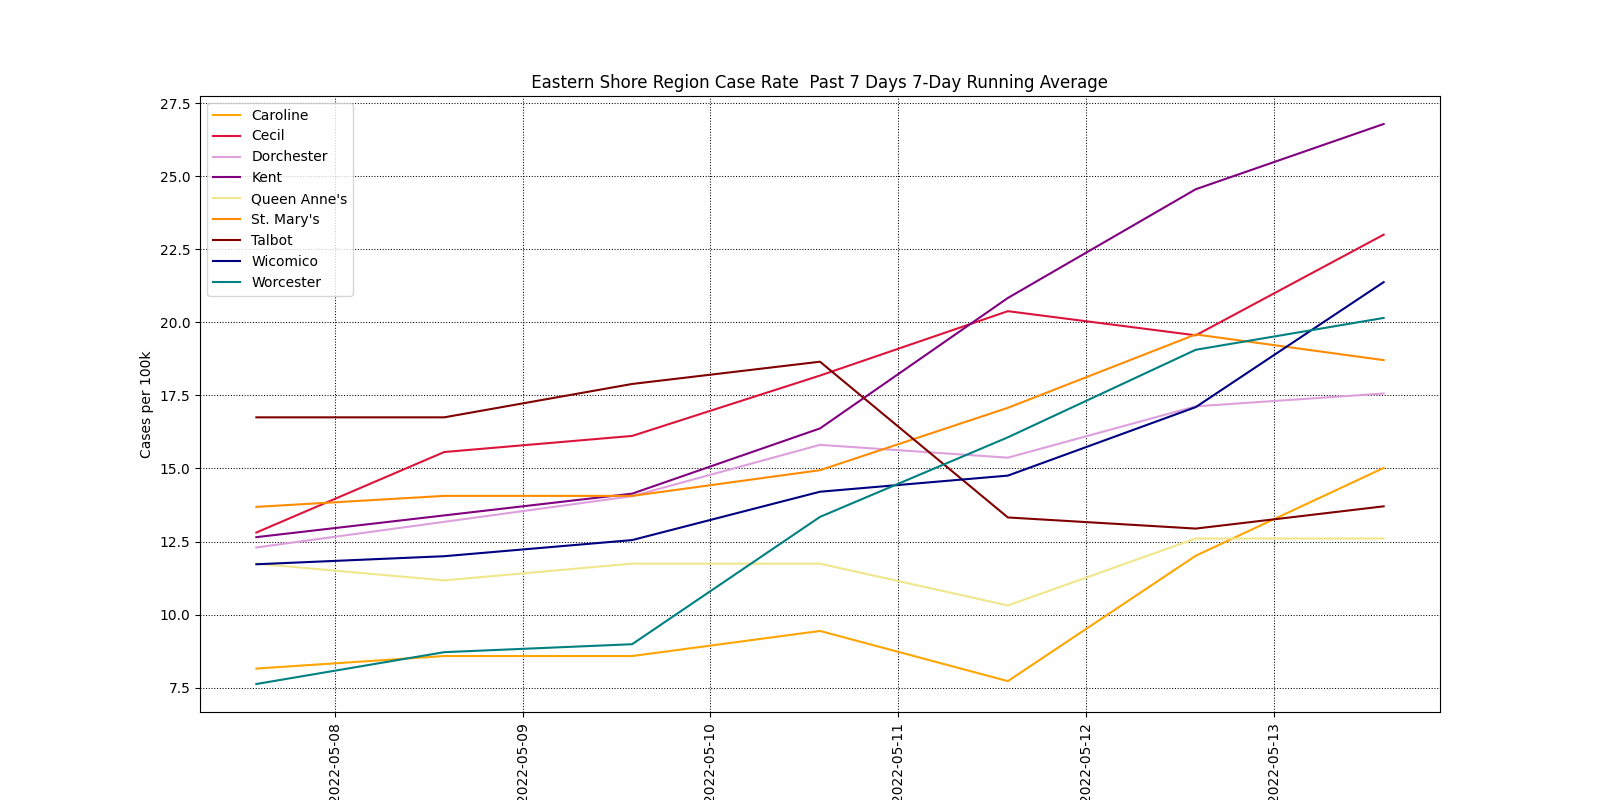 Eastern Shore Region Case Rate  Past 7 Days 7-Day Running Average
27.5
25.0
22.5
20.0
17.5
15.0
12.5
10.0
7.5
Cases per 100k
Caroline
Cecil
Dorchester
Kent
Queen Anne's
St. Mary's
Talbot
Wicomico
Worcester
2022-05-08
2022-05-09
2022-05-10
2022-05-11
2022-05-12
2022-05-13